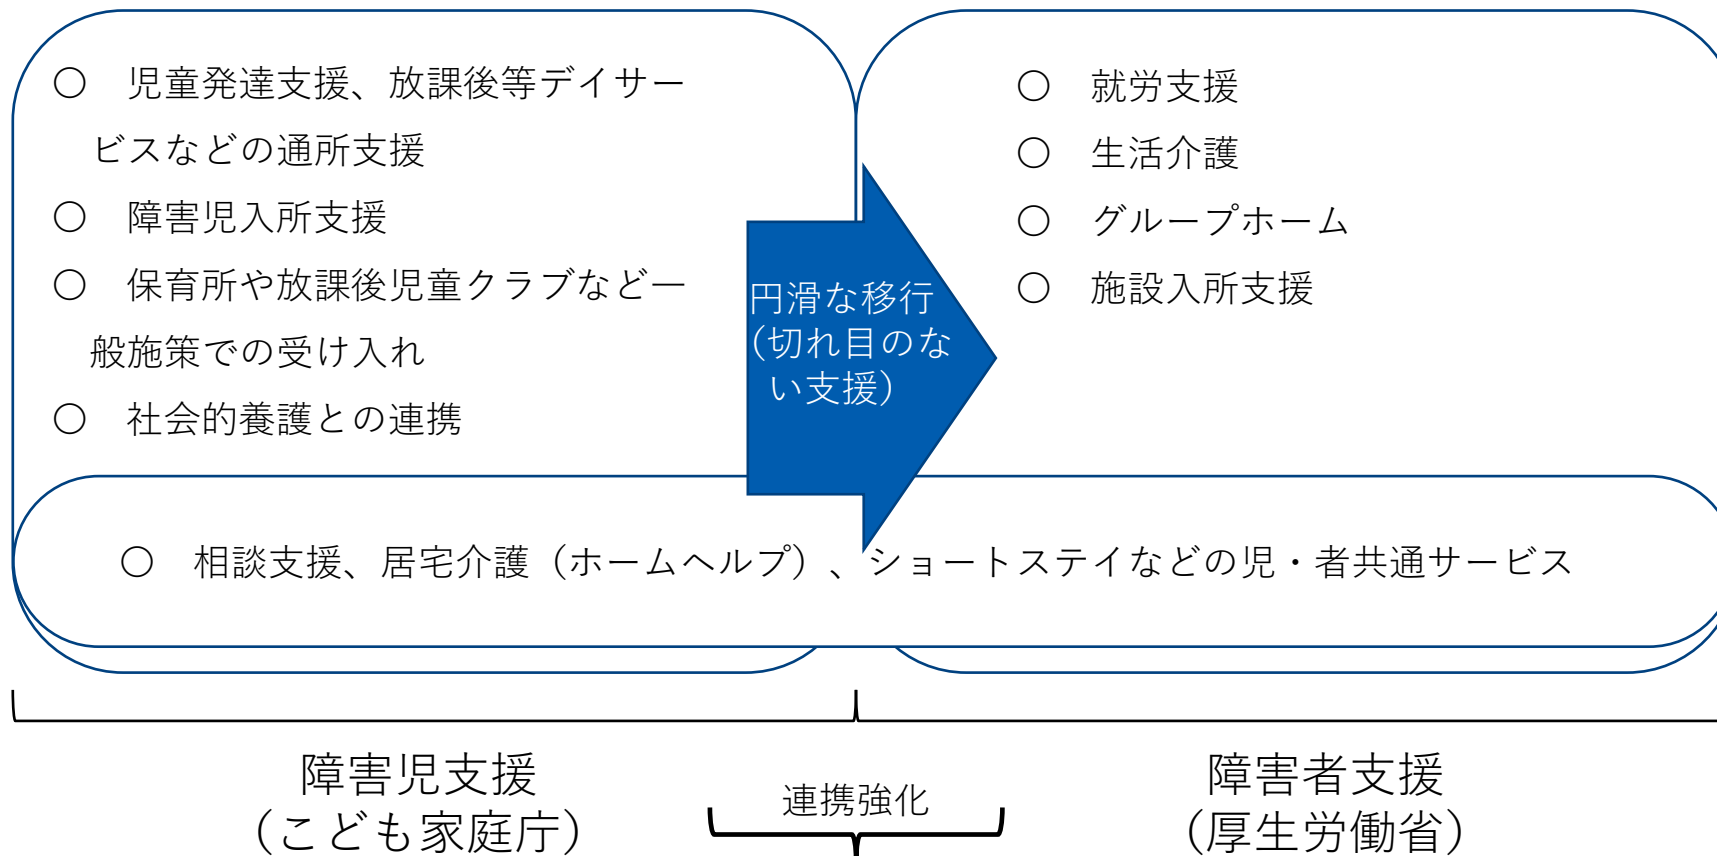 ○　児童発達支援、放課後等デイサー
ビスなどの通所支援
○　障害児入所支援
○　保育所や放課後児童クラブなど一
般施策での受け入れ
○　社会的養護との連携
円滑な移行
（切れ目のな
い支援）
○　就労支援
○　生活介護
○　グループホーム
○　施設入所支援
○　相談支援、居宅介護（ホームヘルプ）、ショートステイなどの児・者共通サービス
障害児支援
（こども家庭庁）
連携強化
障害者支援
（厚生労働省）